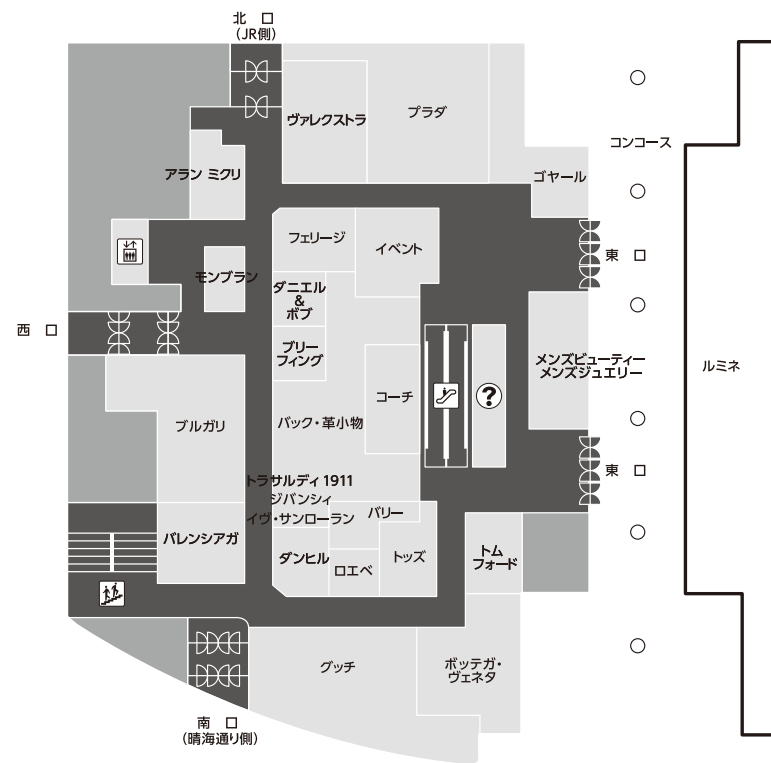 北　口
（JR側）
ヴァレクストラ
プラダ
コンコース
アラン ミクリ
ゴヤール
フェリージ
イベント
東　口
モンブラン
ダニエル
&
ボブ
西　口
ブリー
フィング
メンズビューティー
メンズジュエリー
ルミネ
コーチ
?
ブルガリ
バック・革小物
トラサルディ 1911
東　口
ジバンシィ
イヴ・サンローラン
バリー
バレンシアガ
ダンヒル
ロエベ
トッズ
トム
フォード
グッチ
ボッテガ・
ヴェネタ
南　口
（晴海通り側）